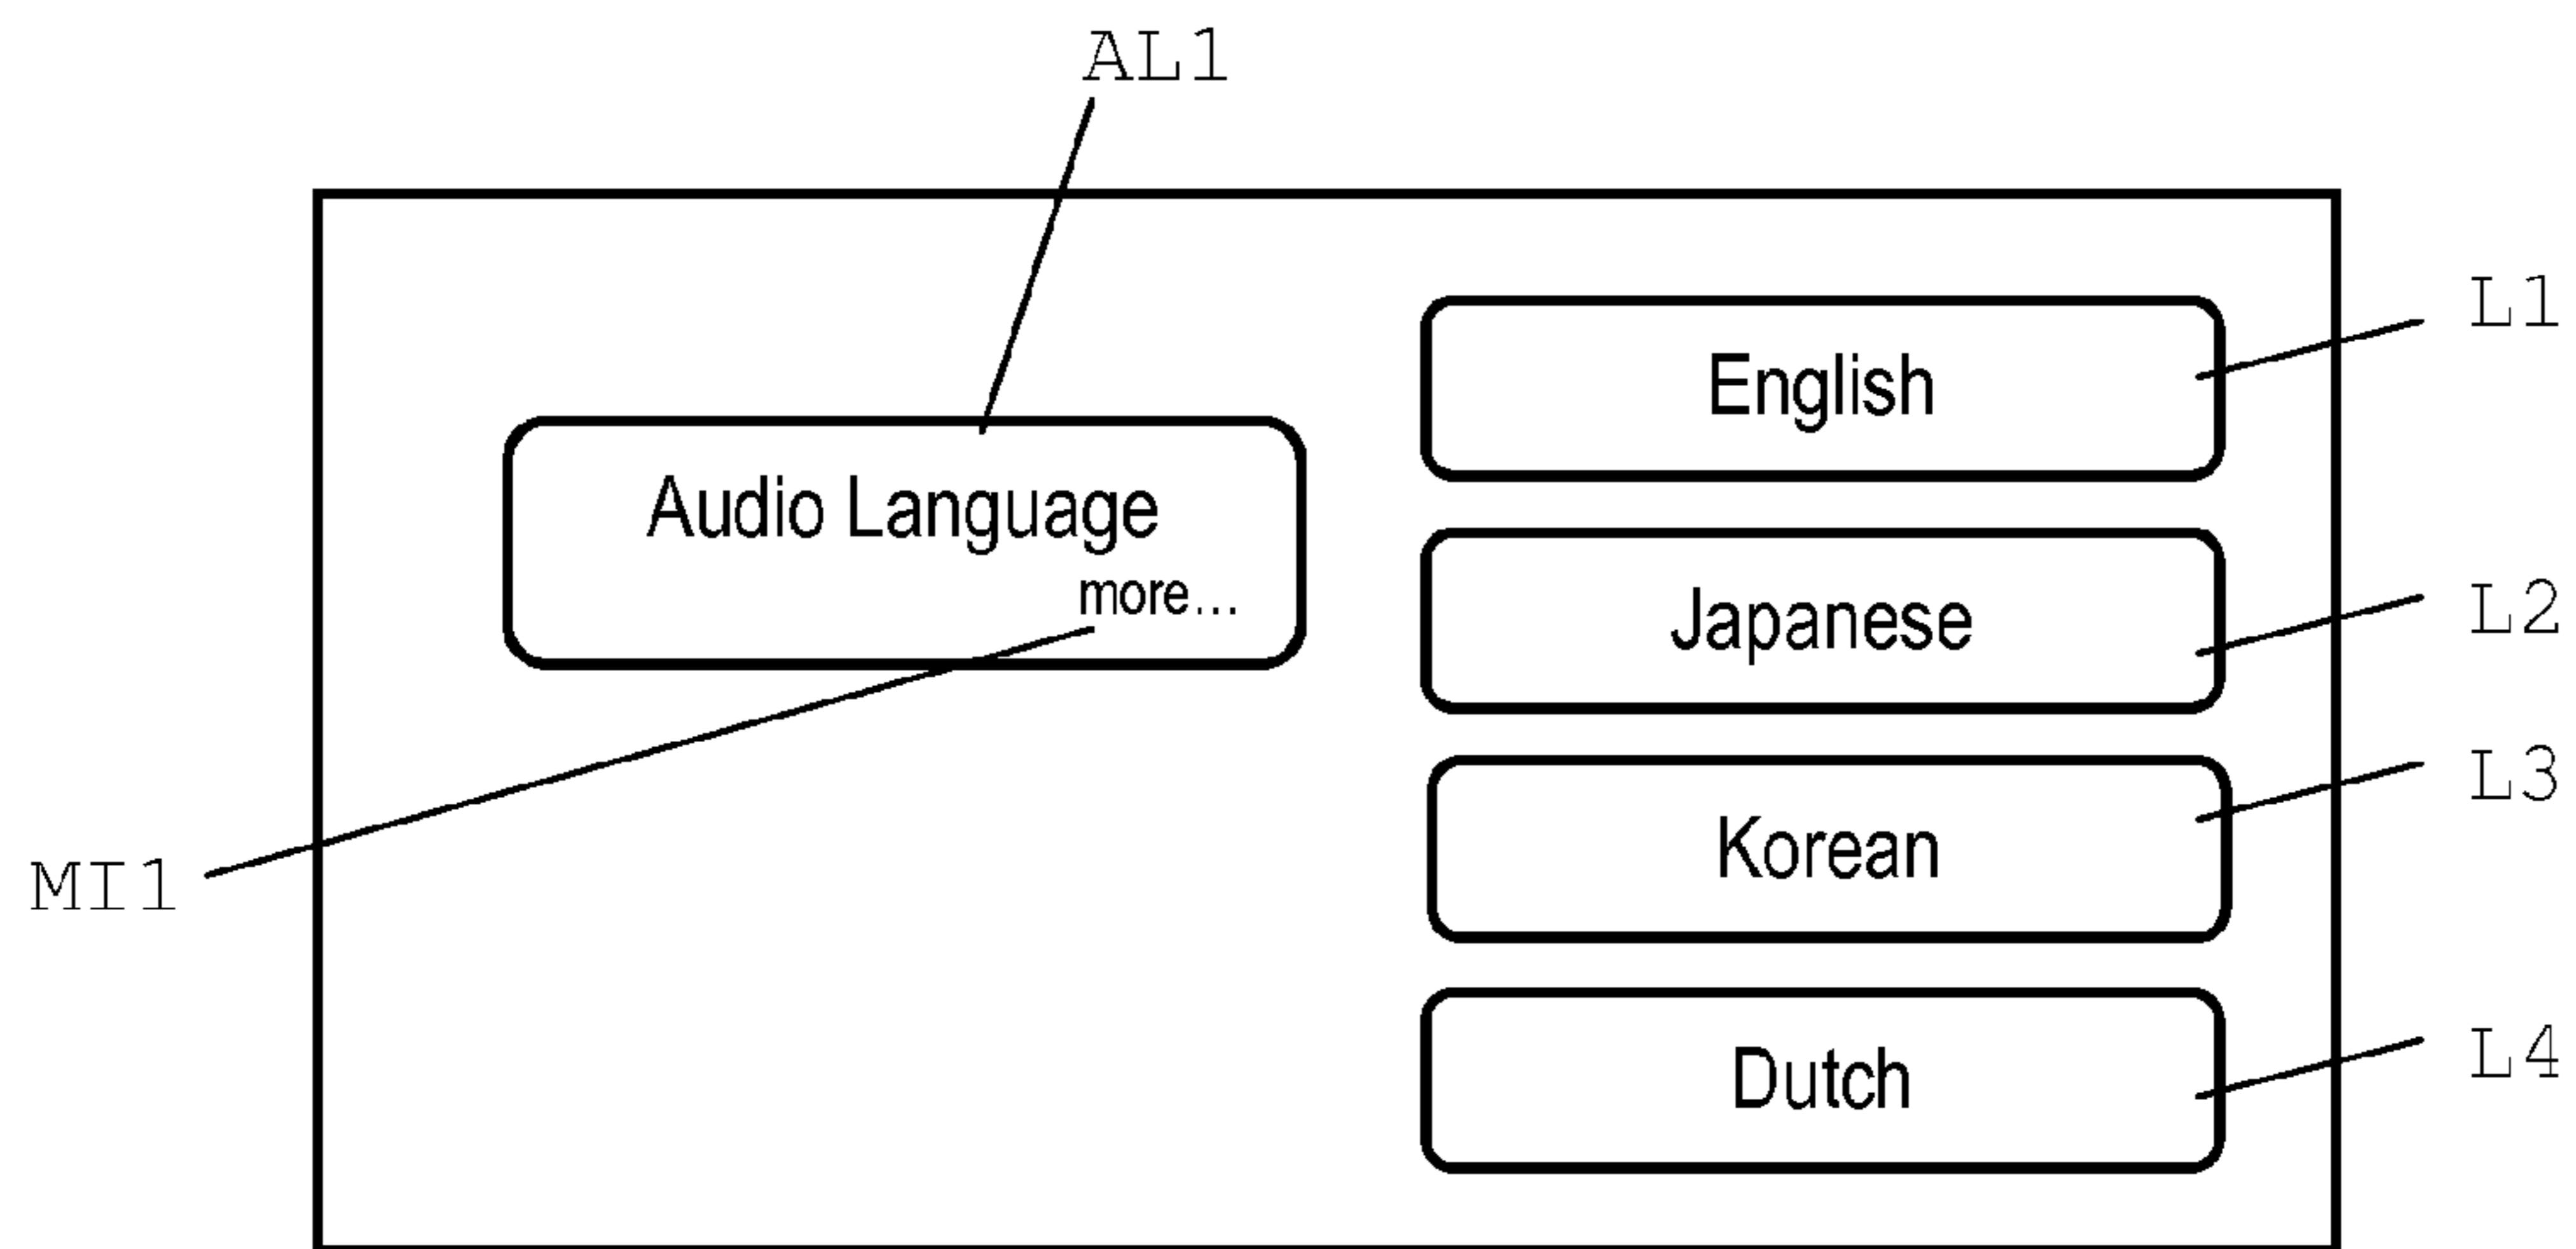 AL1
L1
English
Audio Language
more...
L2
Japanese
L3
Korean
MI1
L4
Dutch